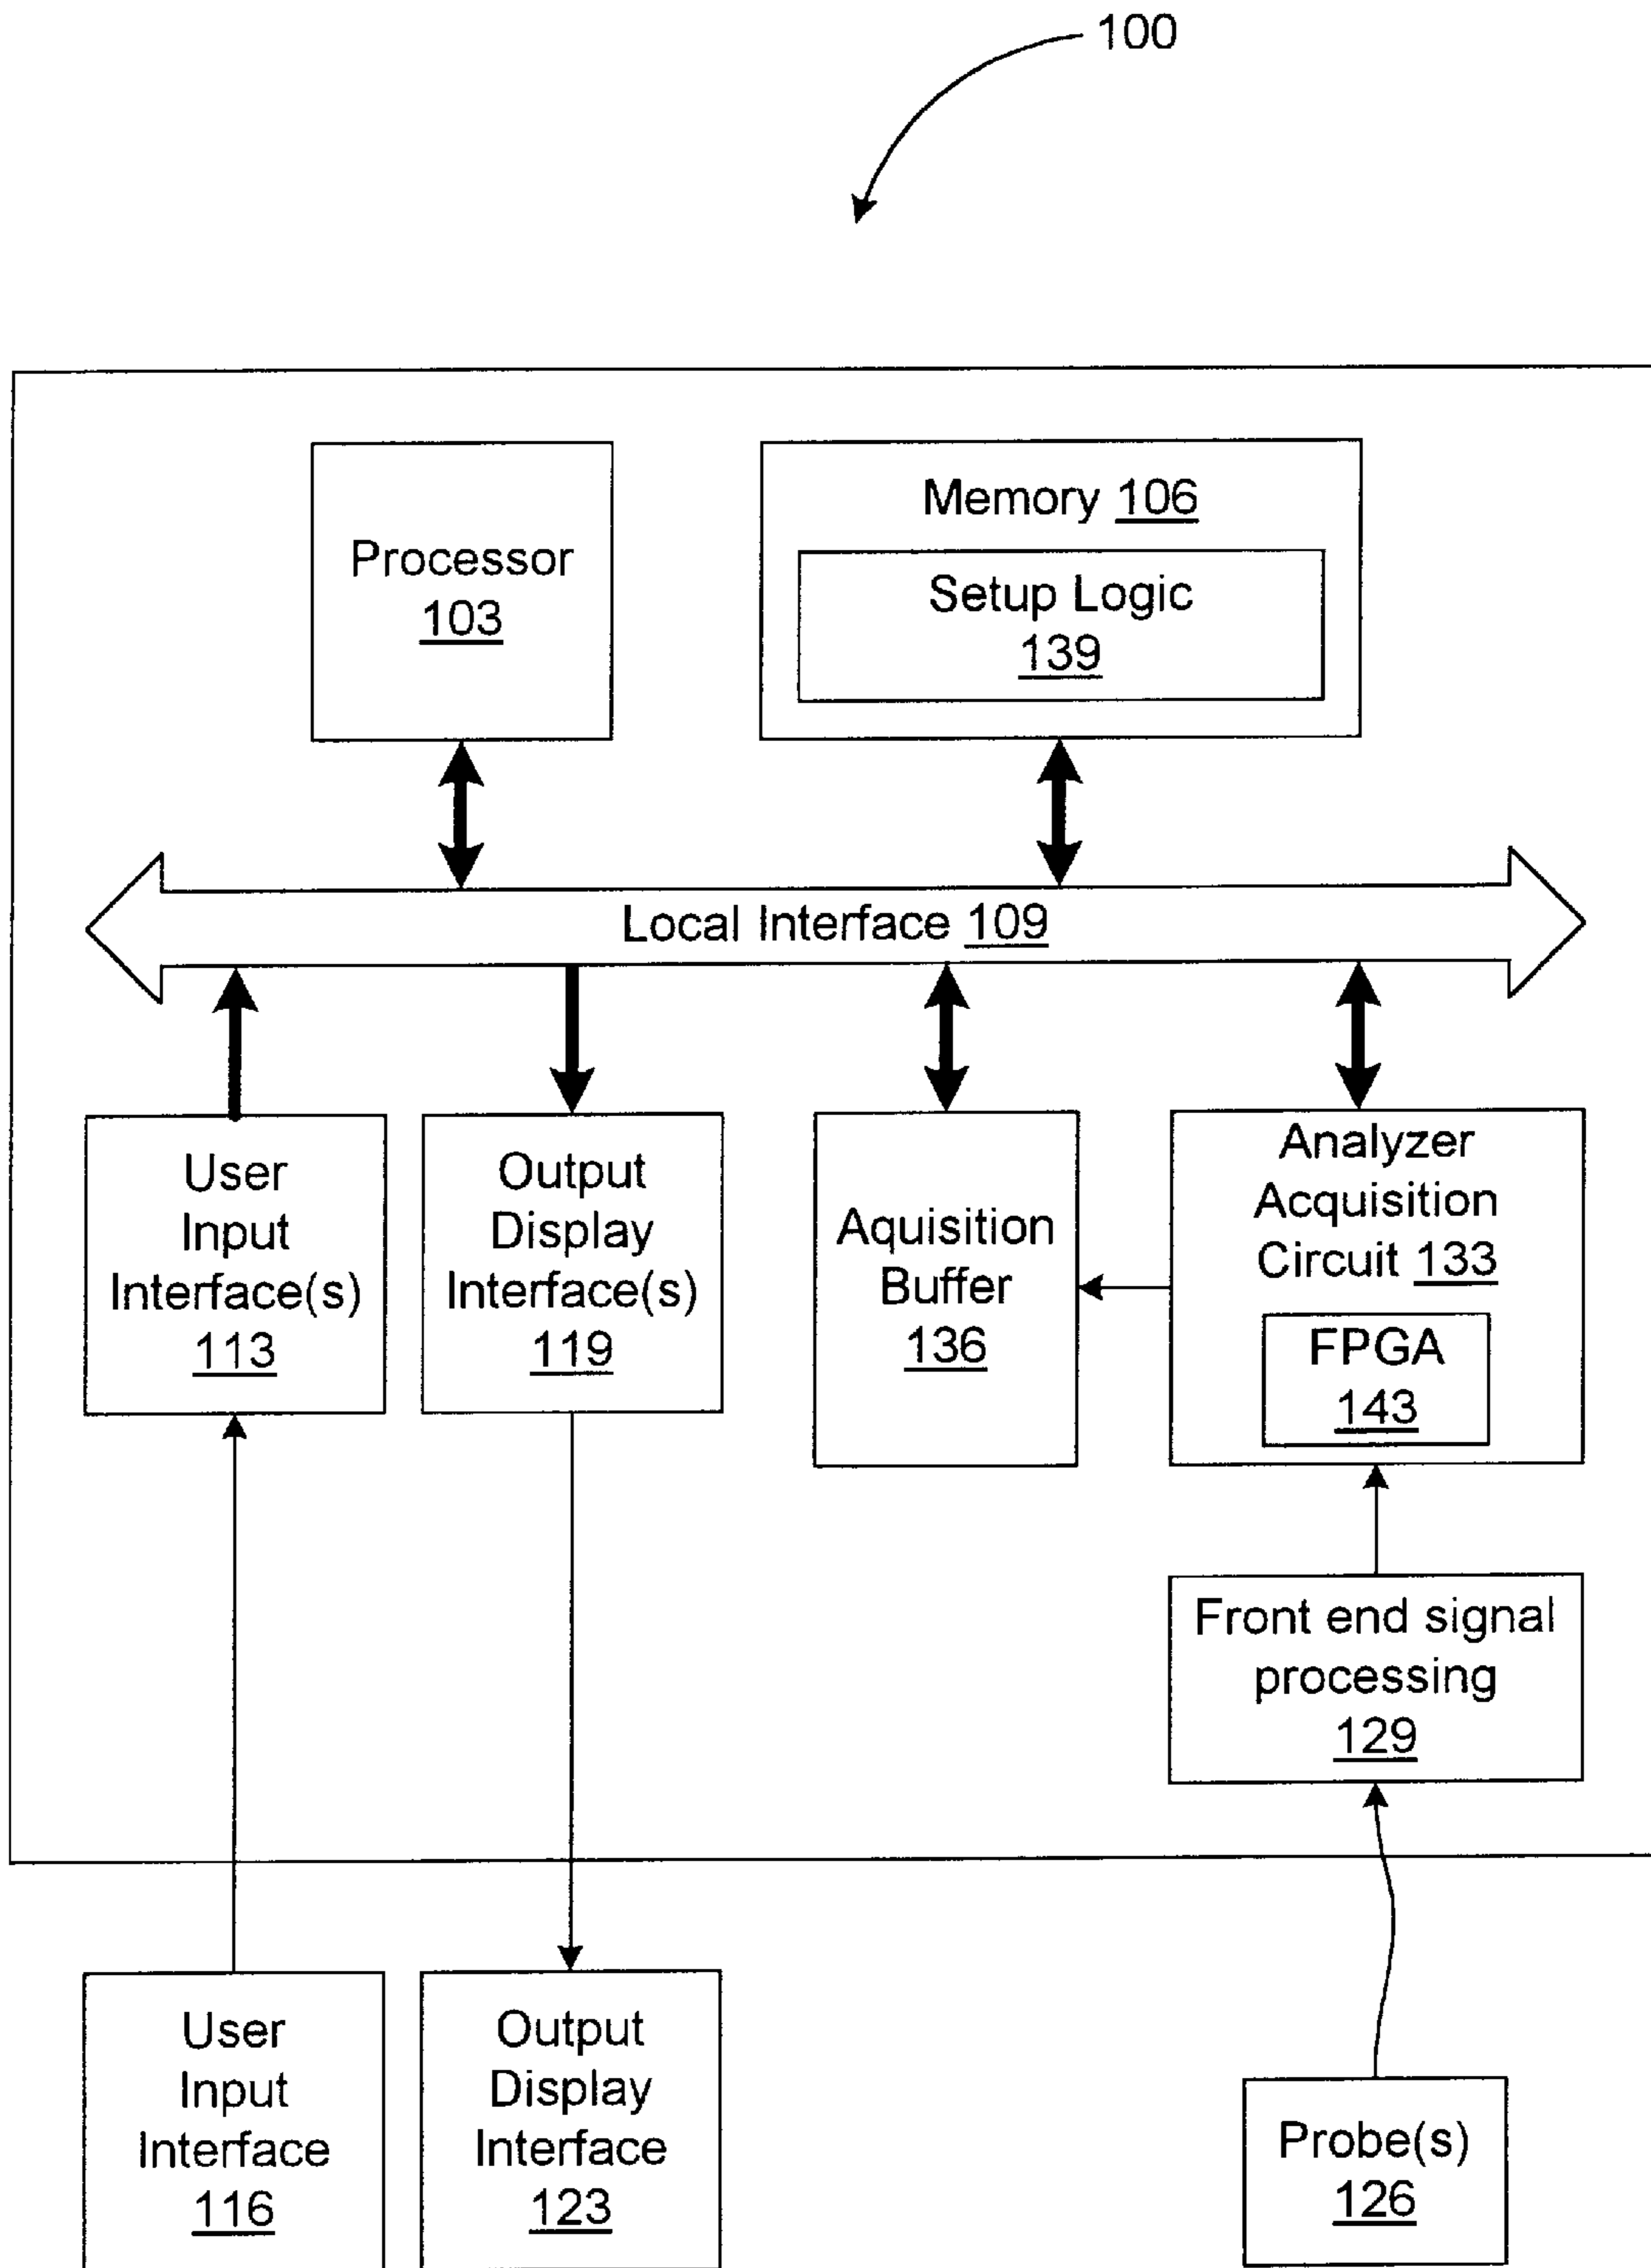 100
Processor
103
Memory 106
Setup Logic
139
Local Interface 109
User
Input
Interface(s)
113
Output
Display
Interface(s)
119
Aquisition
Buffer
136
Analyzer
Acquisition
Circuit 133
FPGA
143
Front end signal
processing
129
User
Input
Interface
116
Output
Display
Interface
123
Probe(s)
126